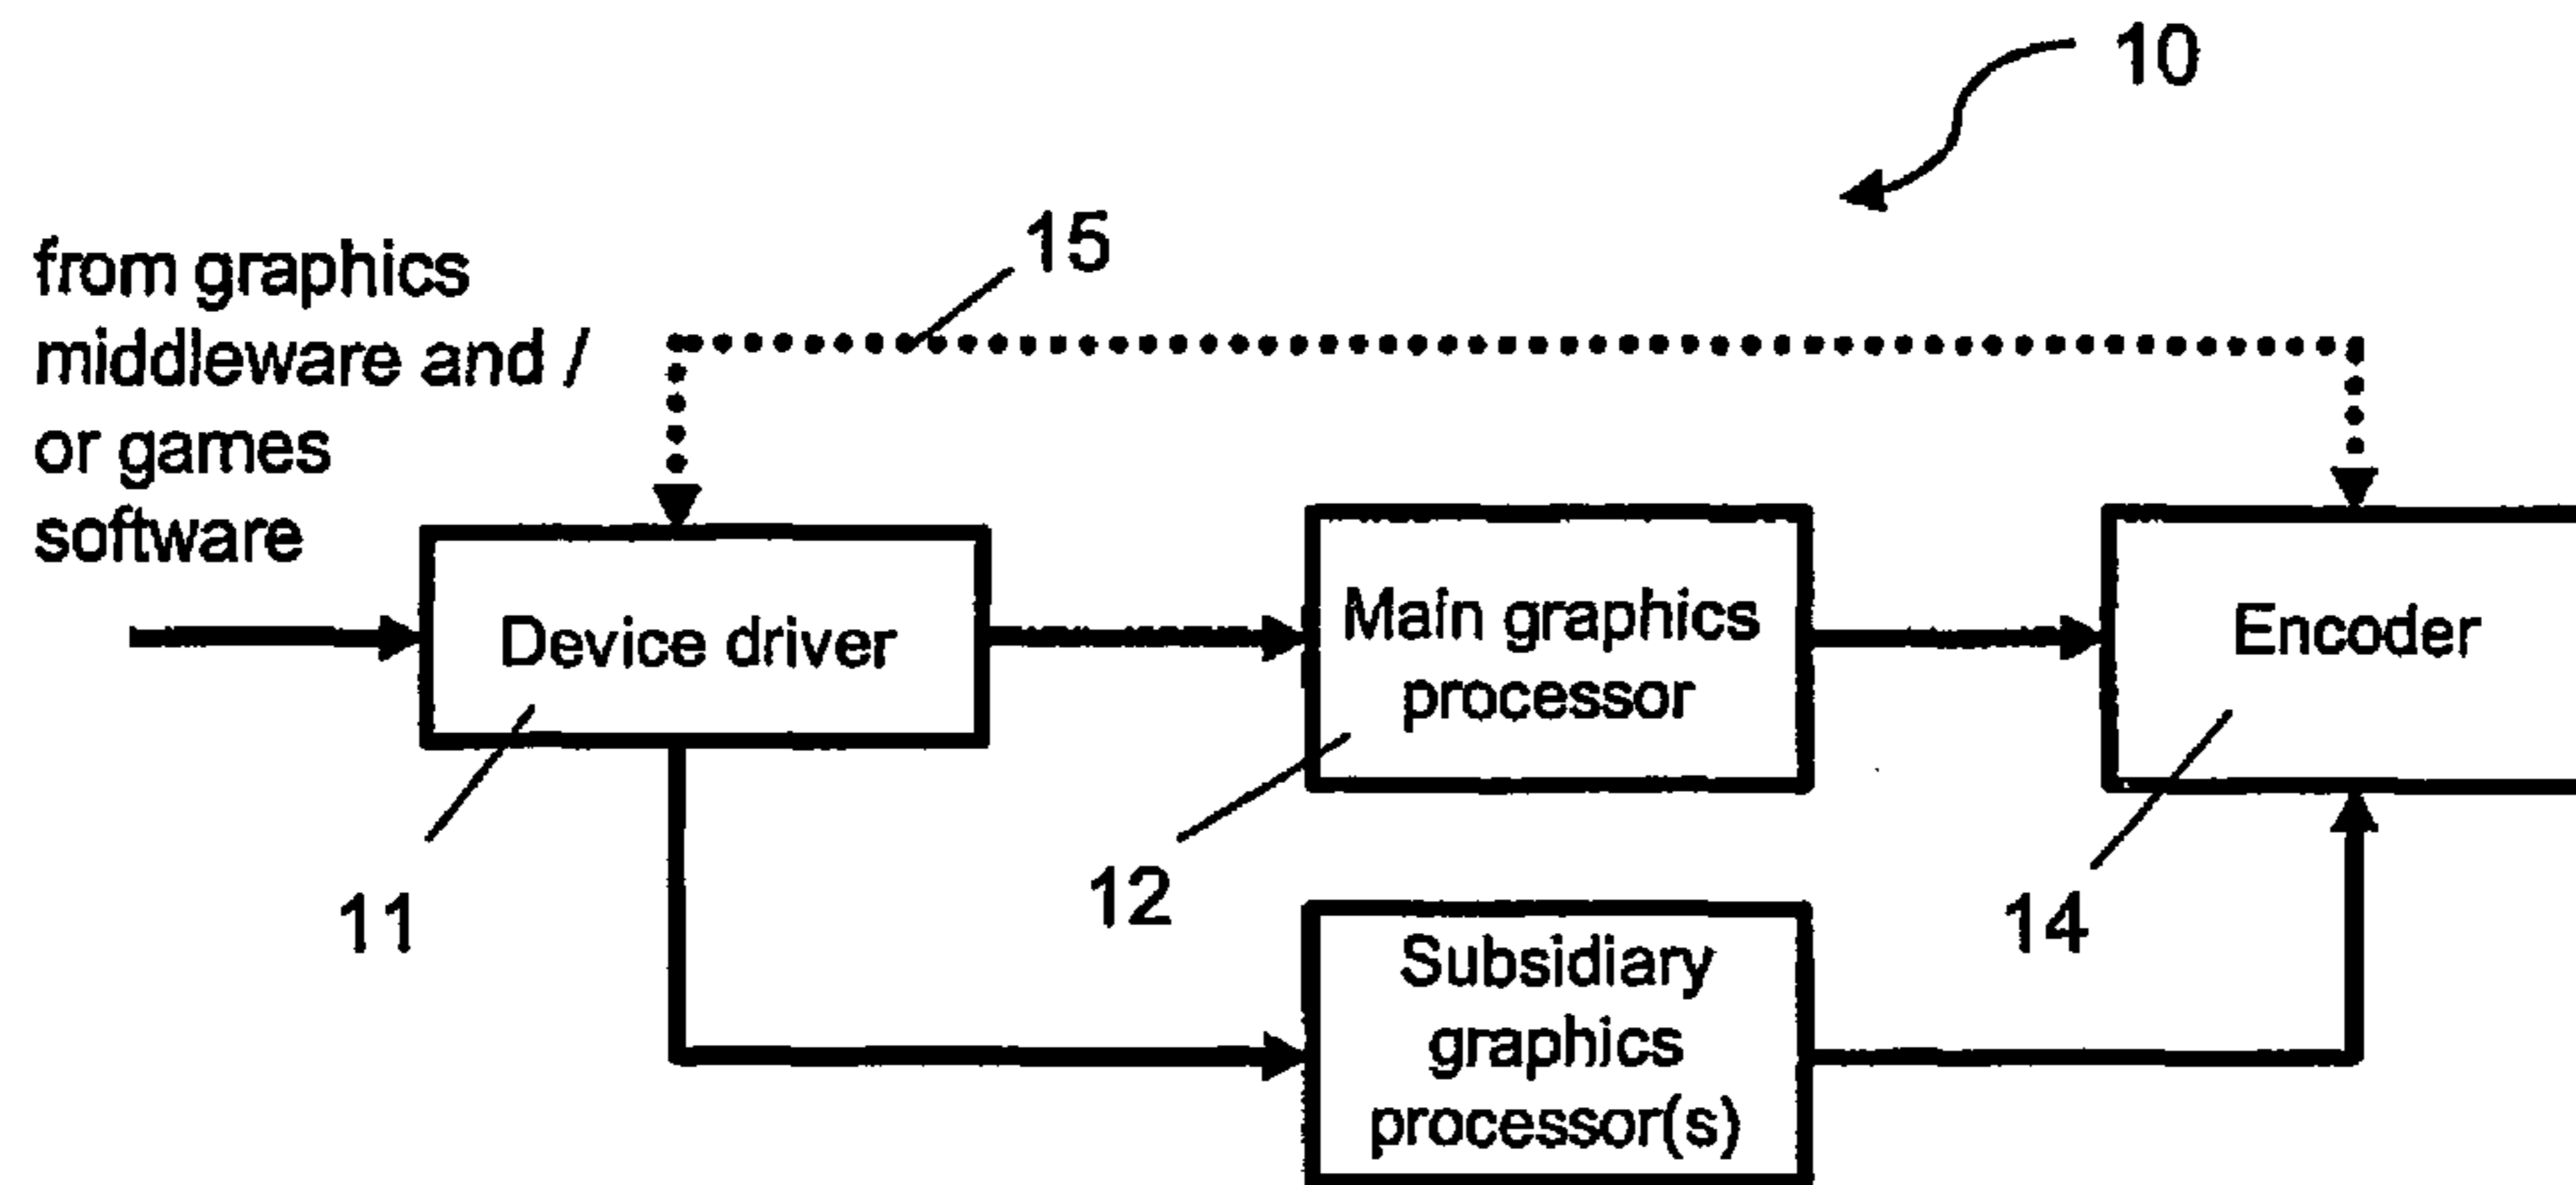 10
15
from graphics
middleware and /
or games
software
Device driver
Main graphics
processor
Encoder
11
12
14
Subsidiary
graphics
processor(s)